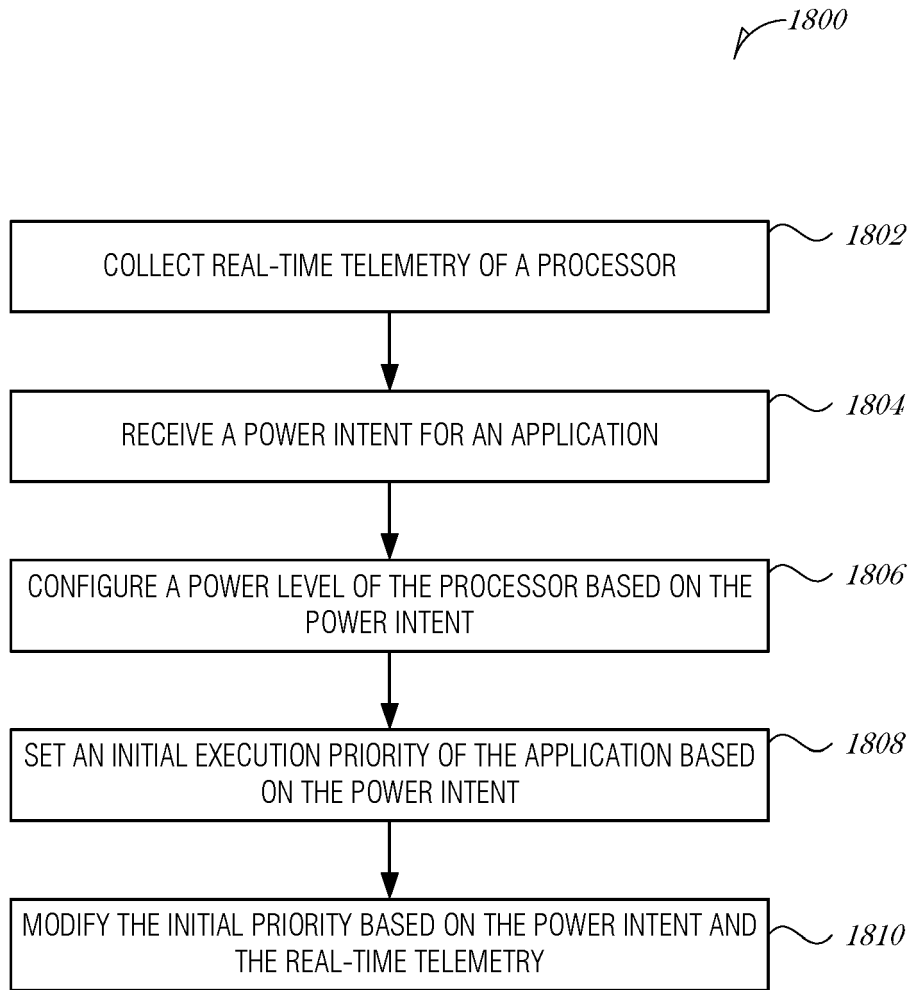 1800
COLLECT REAL-TIME TELEMETRY OF A PROCESSOR
1802
RECEIVE A POWER INTENT FOR AN APPLICATION
1804
CONFIGURE A POWER LEVEL OF THE PROCESSOR BASED ON THE
POWER INTENT
1806
SET AN INITIAL EXECUTION PRIORITY OF THE APPLICATION BASED
ON THE POWER INTENT
1808
MODIFY THE INITIAL PRIORITY BASED ON THE POWER INTENT AND
THE REAL-TIME TELEMETRY
1810